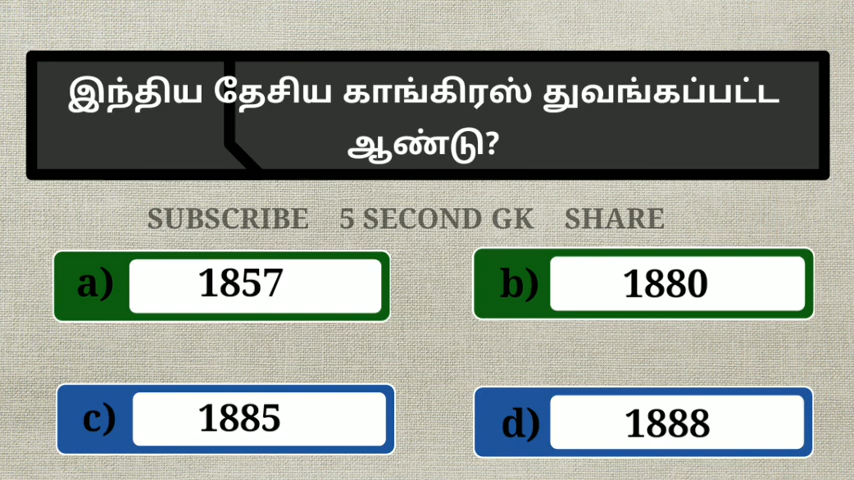 இந்திய தேசிய காங்கிரஸ் துவங்கப்பட்ட
ஆண்டு?
SUBSCRIBE 5 SECOND GK SHARE
a) 1857
b) 1880
c) 1885
d) 1888